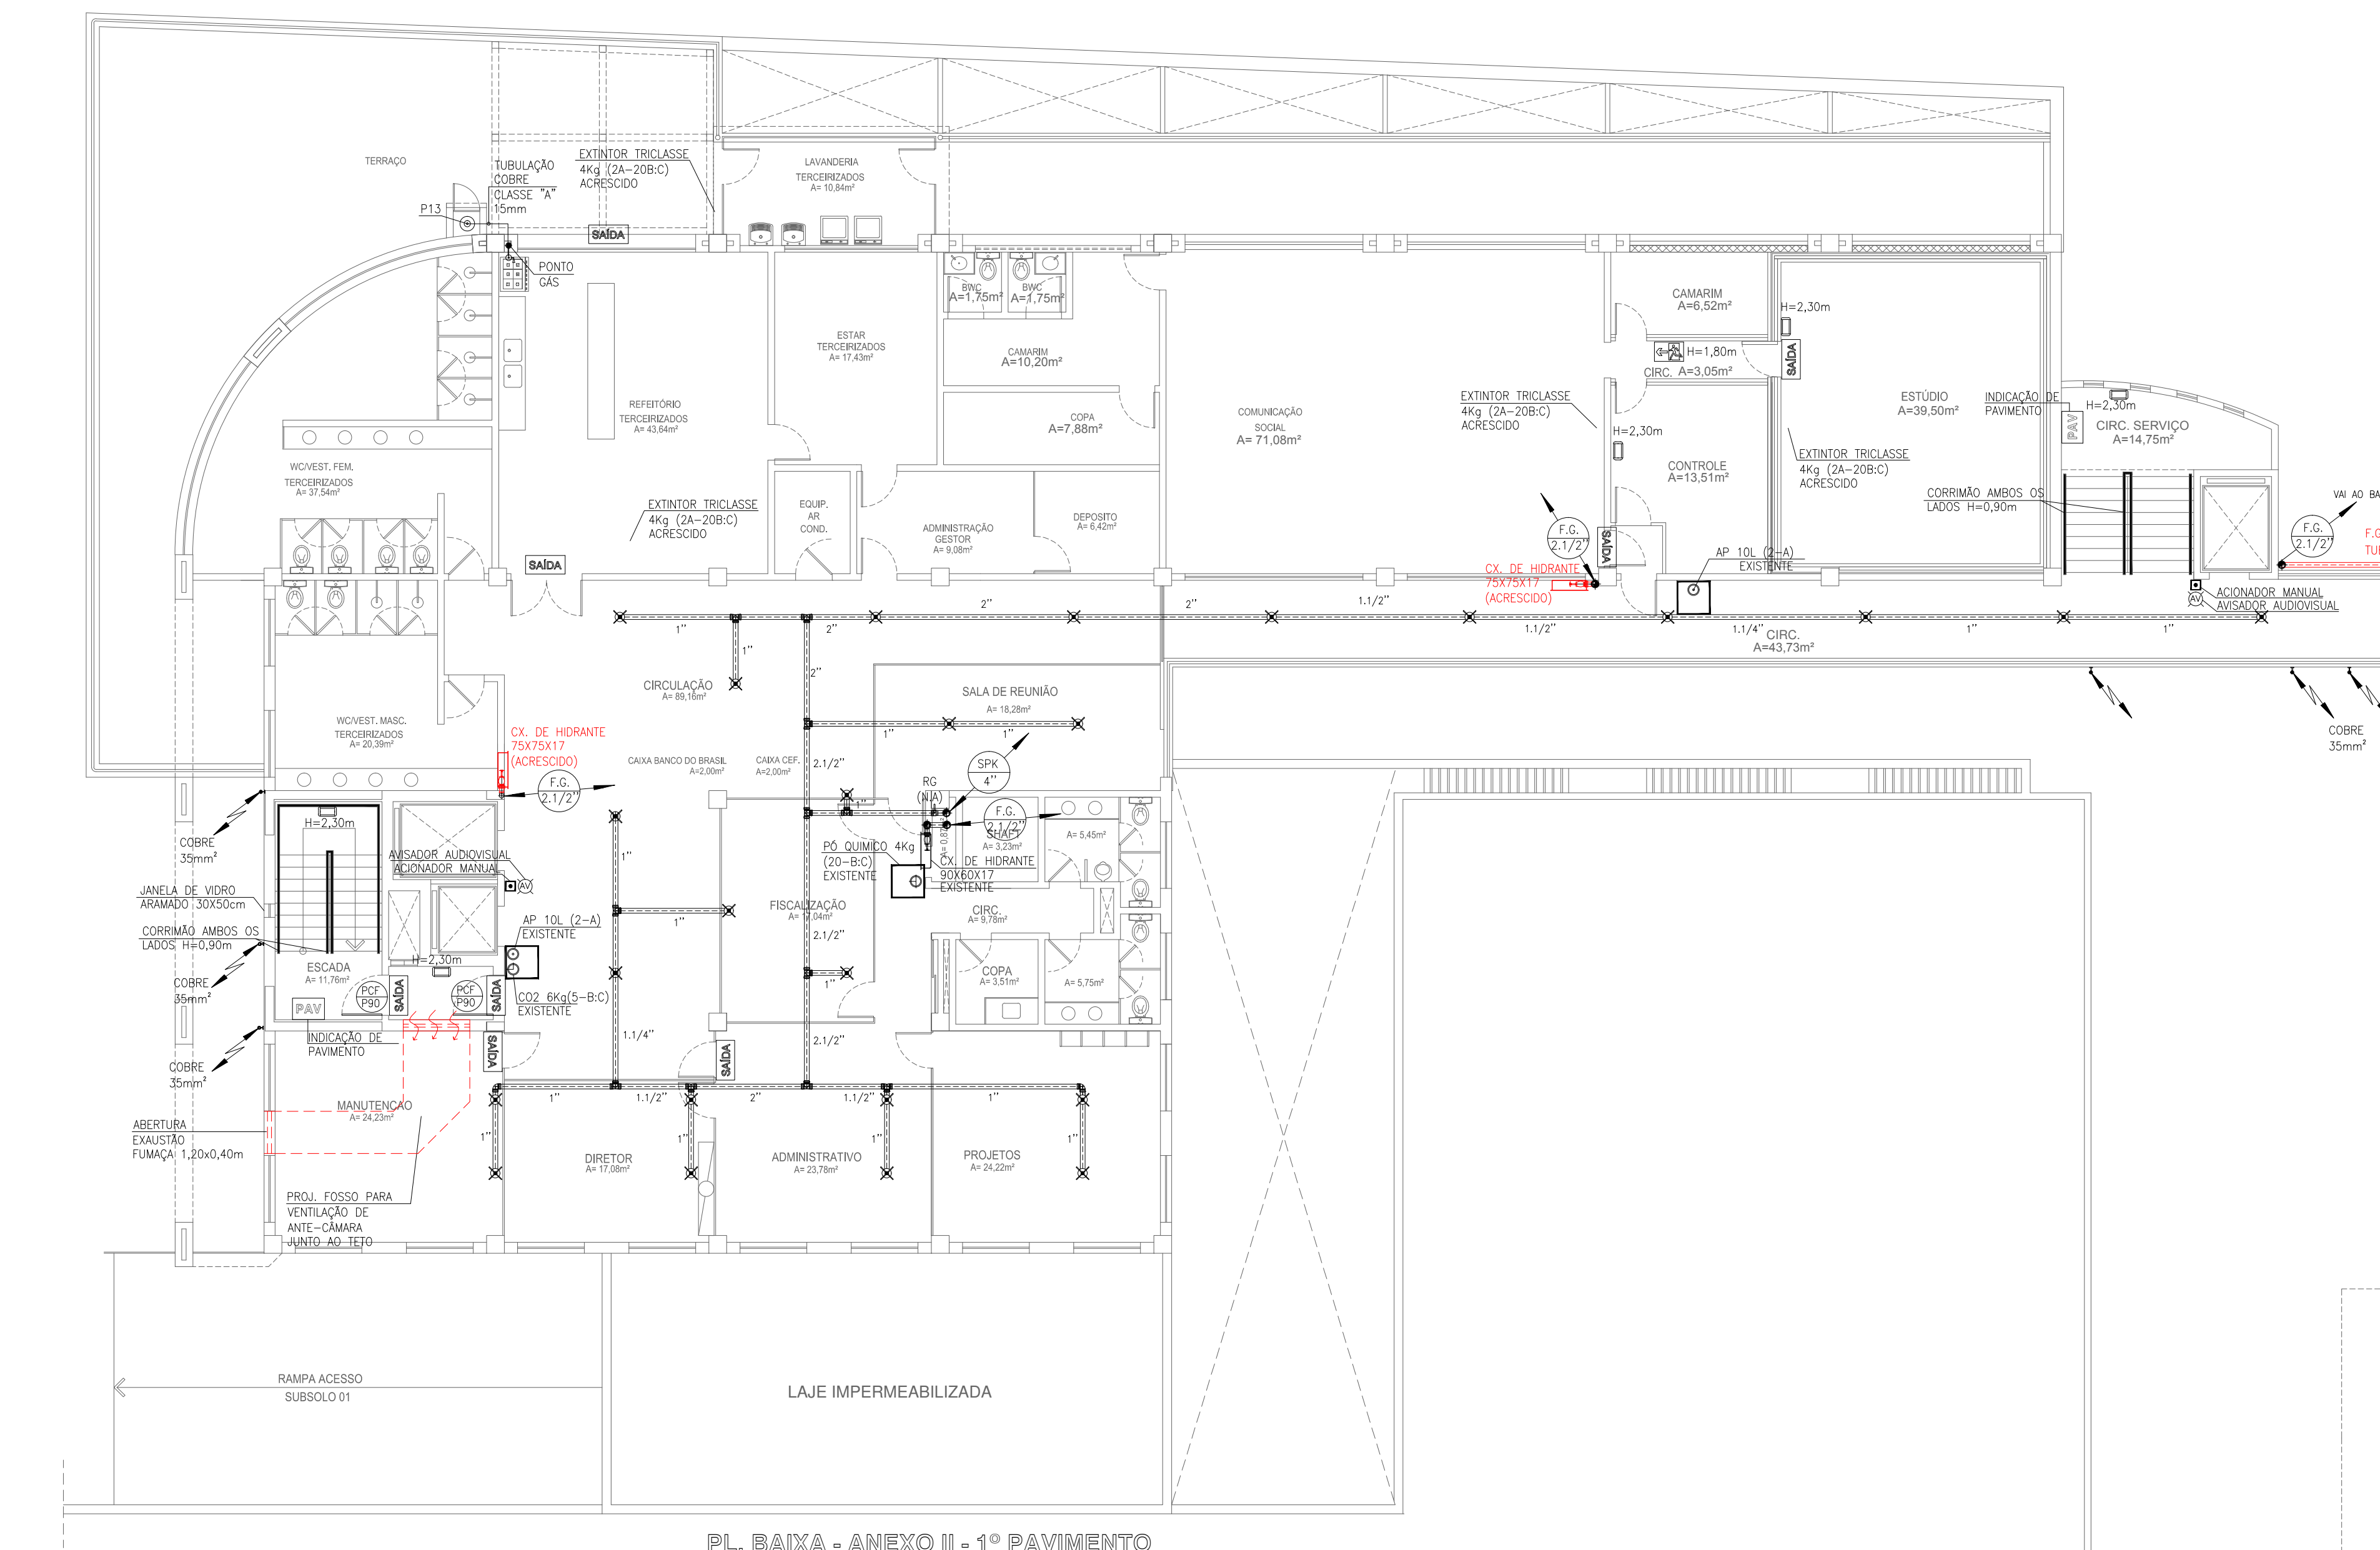 TERRAÇO
TUBULAÇÃO
COBRE
CLASSE "A"
15mm
P13
EXTINTOR TRICLASSE
4Kg (2A-20B:C)
ACRESCIDO
LAVANDERIA
TERCEIRIZADOS
A= 10,84m²
SAÍDA
PONTO
GÁS
BWC
A=1,75m²
BWC
A=1,75m²
ESTAR
TERCEIRIZADOS
A= 17,43m²
CAMARIM
A=10,20m²
CAMARIM
A=6,52m²
H=2,30m
H=1,80m
CIRC. A=3,05m²
SAÍDA
REFEITÓRIO
TERCEIRIZADOS
A= 43,64m²
COPA
A=7,88m²
COMUNICAÇÃO
SOCIAL
A= 71,08m²
EXTINTOR TRICLASSE
4Kg (2A-20B:C)
ACRESCIDO
H=2,30m
CONTROLE
A=13,51m²
ESTÚDIO
A=39,50m²
EXTINTOR TRICLASSE
4Kg (2A-20B:C)
ACRESCIDO
INDICAÇÃO DE
PAVIMENTO
PAV
H=2,30m
CIRC. SERVIÇO
A=14,75m²
CORRIMÃO AMBOS OS
LADOS H=0,90m
VAI AO BA
F.G.
2.1/2''
F.G
TU
WC/VEST. FEM.
TERCEIRIZADOS
A= 37,54m²
EXTINTOR TRICLASSE
4Kg (2A-20B:C)
ACRESCIDO
EQUIP.
AR
COND.
ADMINISTRAÇÃO
GESTOR
A= 9,08m²
DEPOSITO
A= 6,42m²
F.G.
2.1/2''
SAÍDA
CX. DE HIDRANTE
75X75X17
(ACRESCIDO)
AP 10L (2-A)
EXISTENTE
ACIONADOR MANUAL
AV
AVISADOR AUDIOVISUAL
SAÍDA
1''
2''
2''
2''
1.1/2''
1.1/2''
1.1/4''
1''
1''
CIRC.
A=43,73m²
1''
2''
CIRCULAÇÃO
A= 89,16m²
SALA DE REUNIÃO
A= 18,28m²
1''
1''
WC/VEST. MASC.
TERCEIRIZADOS
A= 20,39m²
CX. DE HIDRANTE
75X75X17
(ACRESCIDO)
F.G.
2.1/2''
CAIXA BANCO DO BRASIL
A=2,00m²
CAIXA CEF.
A=2,00m²
2.1/2''
SPK
4''
RG
(N.A)
1''
F.G.
2.1/2''
SHAFT
A= 3,23m²
A= 5,45m²
COBRE
35mm²
COBRE
35mm²
H=2,30m
AVISADOR AUDIOVISUAL
ACIONADOR MANUAL
AV
1''
PÓ QUIMICO 4Kg
(20-B:C)
EXISTENTE
CX. DE HIDRANTE
90X60X17
EXISTENTE
JANELA DE VIDRO
ARAMADO 30X50cm
CORRIMÃO AMBOS OS
LADOS H=0,90m
AP 10L (2-A)
EXISTENTE
1''
FISCALIZAÇÃO
A= 17,04m²
2.1/2''
CIRC.
A= 9,78m²
ESCADA
A= 11,76m²
H=2,30m
PCF
P90
SAÍDA
PCF
P90
SAÍDA
CO2 6Kg(5-B:C)
EXISTENTE
1''
COPA
A= 3,51m²
A= 5,75m²
COBRE
35mm²
PAV
INDICAÇÃO DE
PAVIMENTO
SAÍDA
1.1/4''
SAÍDA
2.1/2''
COBRE
35mm²
MANUTENCAO
A= 24,23m²
1''
1.1/2''
2''
1.1/2''
1''
ABERTURA
EXAUSTÃO
FUMAÇA 1,20x0,40m
1''
1''
1''
1''
DIRETOR
A= 17,08m²
ADMINISTRATIVO
A= 23,78m²
PROJETOS
A= 24,22m²
PROJ. FOSSO PARA
VENTILAÇÃO DE
ANTE-CÂMARA
JUNTO AO TETO
RAMPA ACESSO
SUBSOLO 01
LAJE IMPERMEABILIZADA
PL. BAIXA - ANEXO II - 1º PAVIMENTO